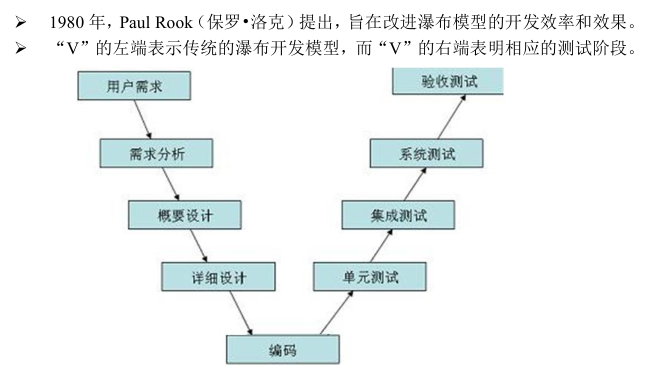 ➢ 1980 年，Paul Rook（保罗•洛克）提出，旨在改进瀑布模型的开发效率和效果。
➢ “V”的左端表示传统的瀑布开发模型，而“V”的右端表明相应的测试阶段。
用户需求
验收测试
需求分析
系统测试
概要设计
集成测试
详细设计
单元测试
编码